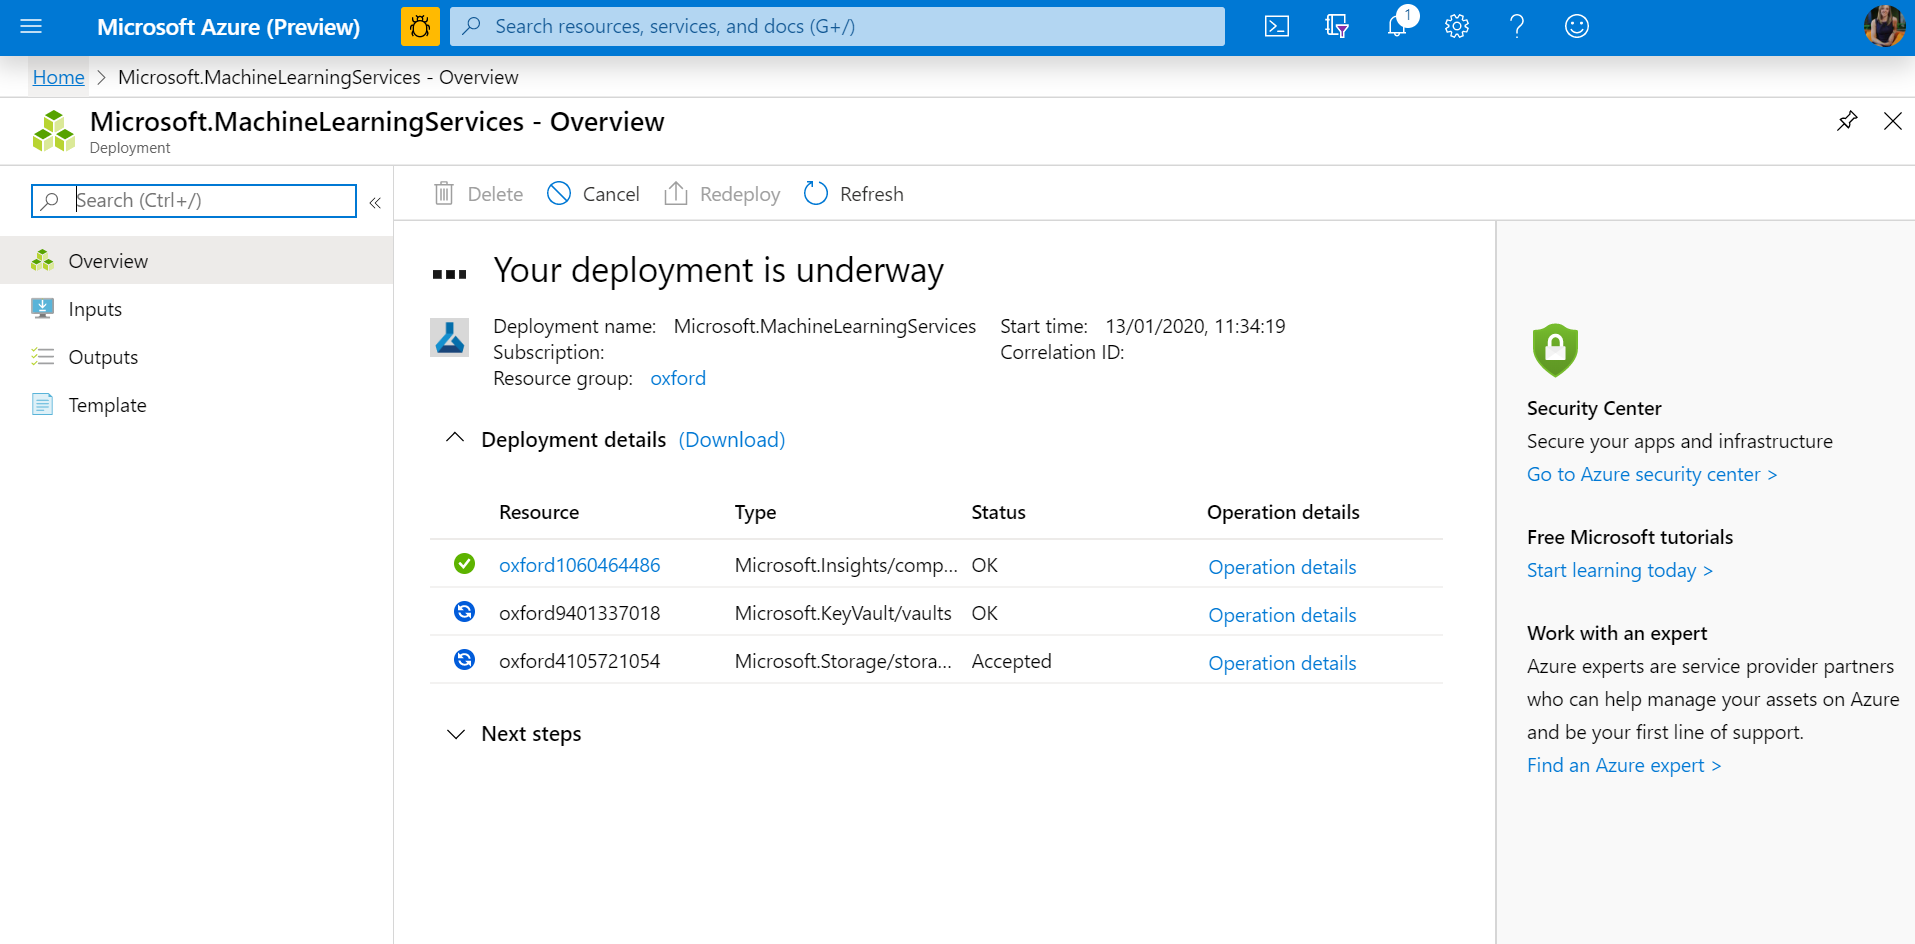 Microsoft Azure (Preview)
Search resources, services, and docs (G+/)
1
Home > Microsoft.MachineLearningServices - Overview
Microsoft.MachineLearningServices - Overview
Deployment
Search (Ctrl+/)
«
Delete
Cancel
Redeploy
Refresh
Overview
Inputs
Outputs
Template
Your deployment is underway
Deployment name: Microsoft.MachineLearningServices
Subscription:
Resource group: oxford
Start time: 13/01/2020, 11:34:19
Correlation ID:
Deployment details (Download)
Resource Type Status Operation details
oxford1060464486 Microsoft.Insights/comp... OK Operation details
oxford9401337018 Microsoft.KeyVault/vaults OK Operation details
oxford4105721054 Microsoft.Storage/stora... Accepted Operation details
Next steps
Security Center
Secure your apps and infrastructure
Go to Azure security center >
Free Microsoft tutorials
Start learning today >
Work with an expert
Azure experts are service provider partners
who can help manage your assets on Azure
and be your first line of support.
Find an Azure expert >